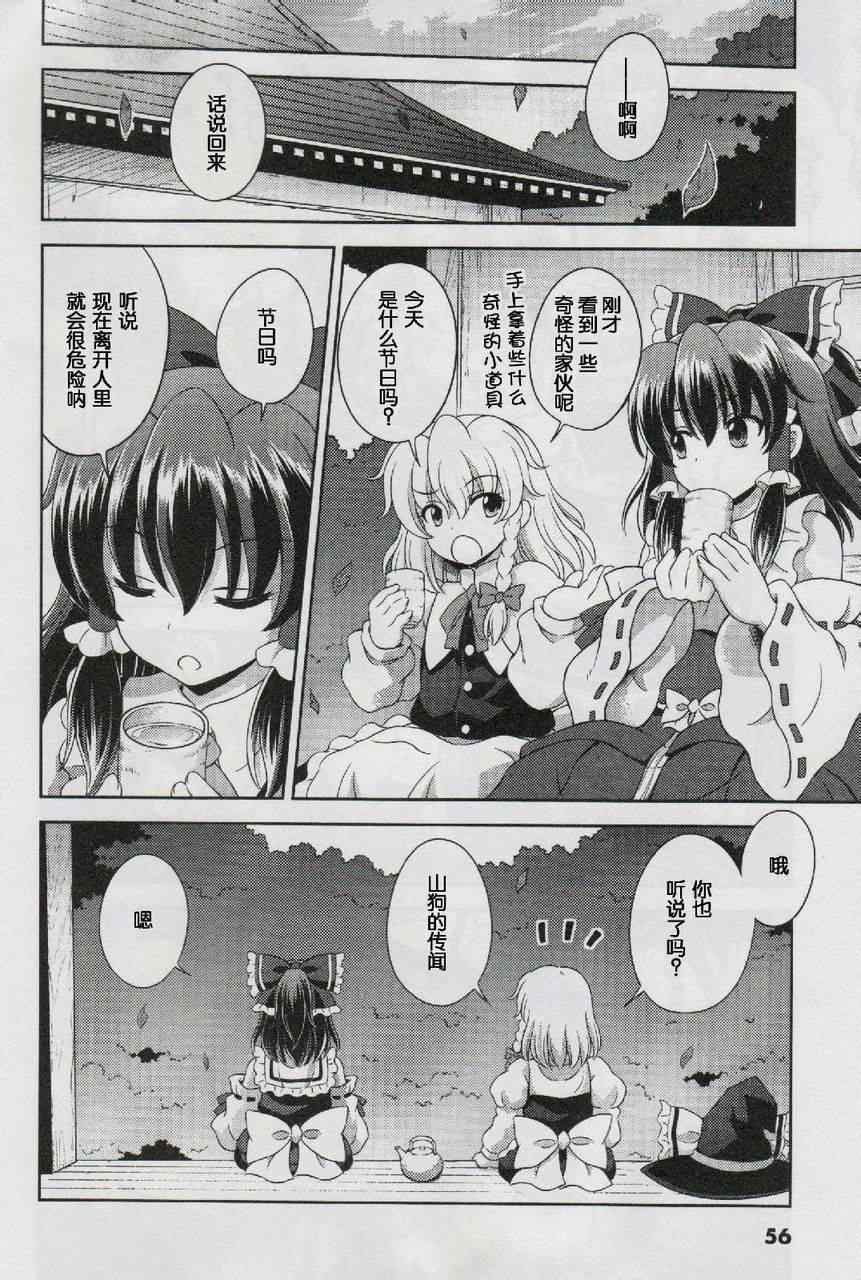 ——啊啊
话说回来
刚才
看到一些
奇怪的家伙呢
手上拿着些什么
奇怪的小道具
今天
是什么节日吗？
节日吗
听说
现在离开人里
就会很危险呐
哦
你也
听说了吗？
山狗的传闻
嗯
56